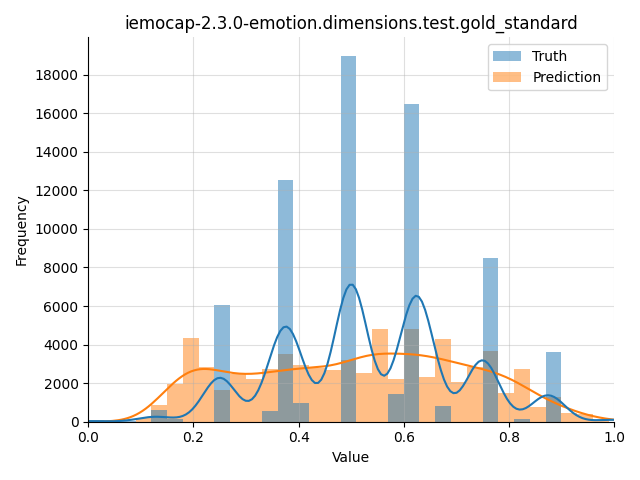 iemocap-2.3.0-emotion.dimensions.test.gold_standard
Truth
Prediction
18000
16000
14000
12000
10000
8000
6000
4000
2000
0
Frequency
0.0 0.2 0.4 0.6 0.8 1.0
Value